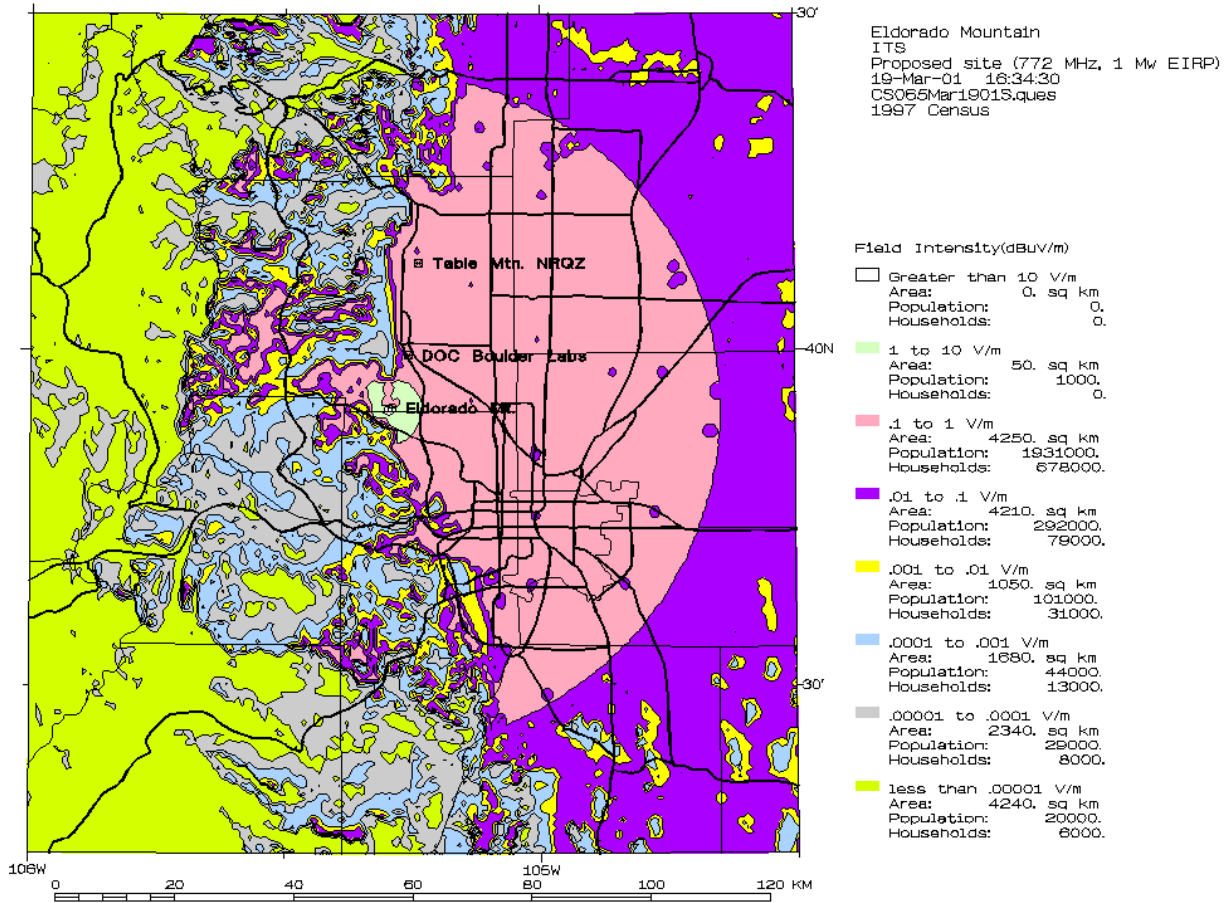 30'
Eldorado Mountain
ITS
Proposed site (772 MHz, 1 Mw EIRP)
19-Mar-01 16:34:30
CS065Mar1901S.ques
1997 Census
Table Mtn. NRQZ
40N
DOC Boulder Labs
Eldorado Mt.
30'
106W
105W
0 20 40 60 80 100 120 KM
Field Intensity(dBuV/m)
Greater than 10 V/m
Area: 0. sq km
Population: 0.
Households: 0.
1 to 10 V/m
Area: 50. sq km
Population: 1000.
Households: 0.
.1 to 1 V/m
Area: 4250. sq km
Population: 1931000.
Households: 678000.
.01 to .1 V/m
Area: 4210. sq km
Population: 292000.
Households: 79000.
.001 to .01 V/m
Area: 1050. sq km
Population: 101000.
Households: 31000.
.0001 to .001 V/m
Area: 1680. sq km
Population: 44000.
Households: 13000.
.00001 to .0001 V/m
Area: 2340. sq km
Population: 29000.
Households: 8000.
less than .00001 V/m
Area: 4240. sq km
Population: 20000.
Households: 6000.